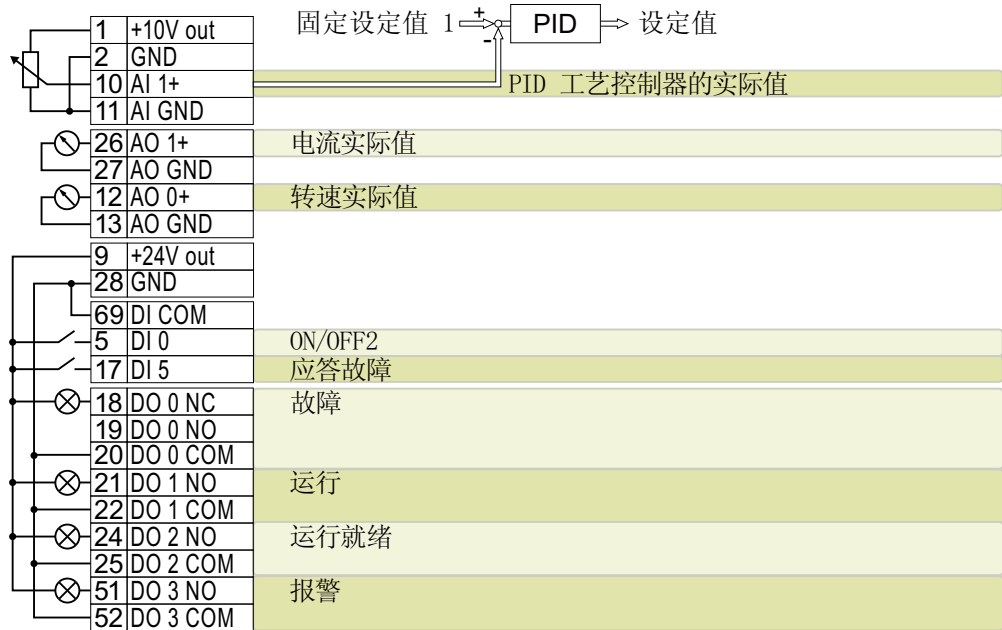 固定设定值 1 + - PID 设定值
1 +10V out
2 GND
10 AI 1+ PID 工艺控制器的实际值
11 AI GND
26 AO 1+ 电流实际值
27 AO GND
12 AO 0+ 转速实际值
13 AO GND
9 +24V out
28 GND
69 DI COM
5 DI 0 ON/OFF2
17 DI 5 应答故障
18 DO 0 NC 故障
19 DO 0 NO
20 DO 0 COM
21 DO 1 NO 运行
22 DO 1 COM
24 DO 2 NO 运行就绪
25 DO 2 COM
51 DO 3 NO 报警
52 DO 3 COM